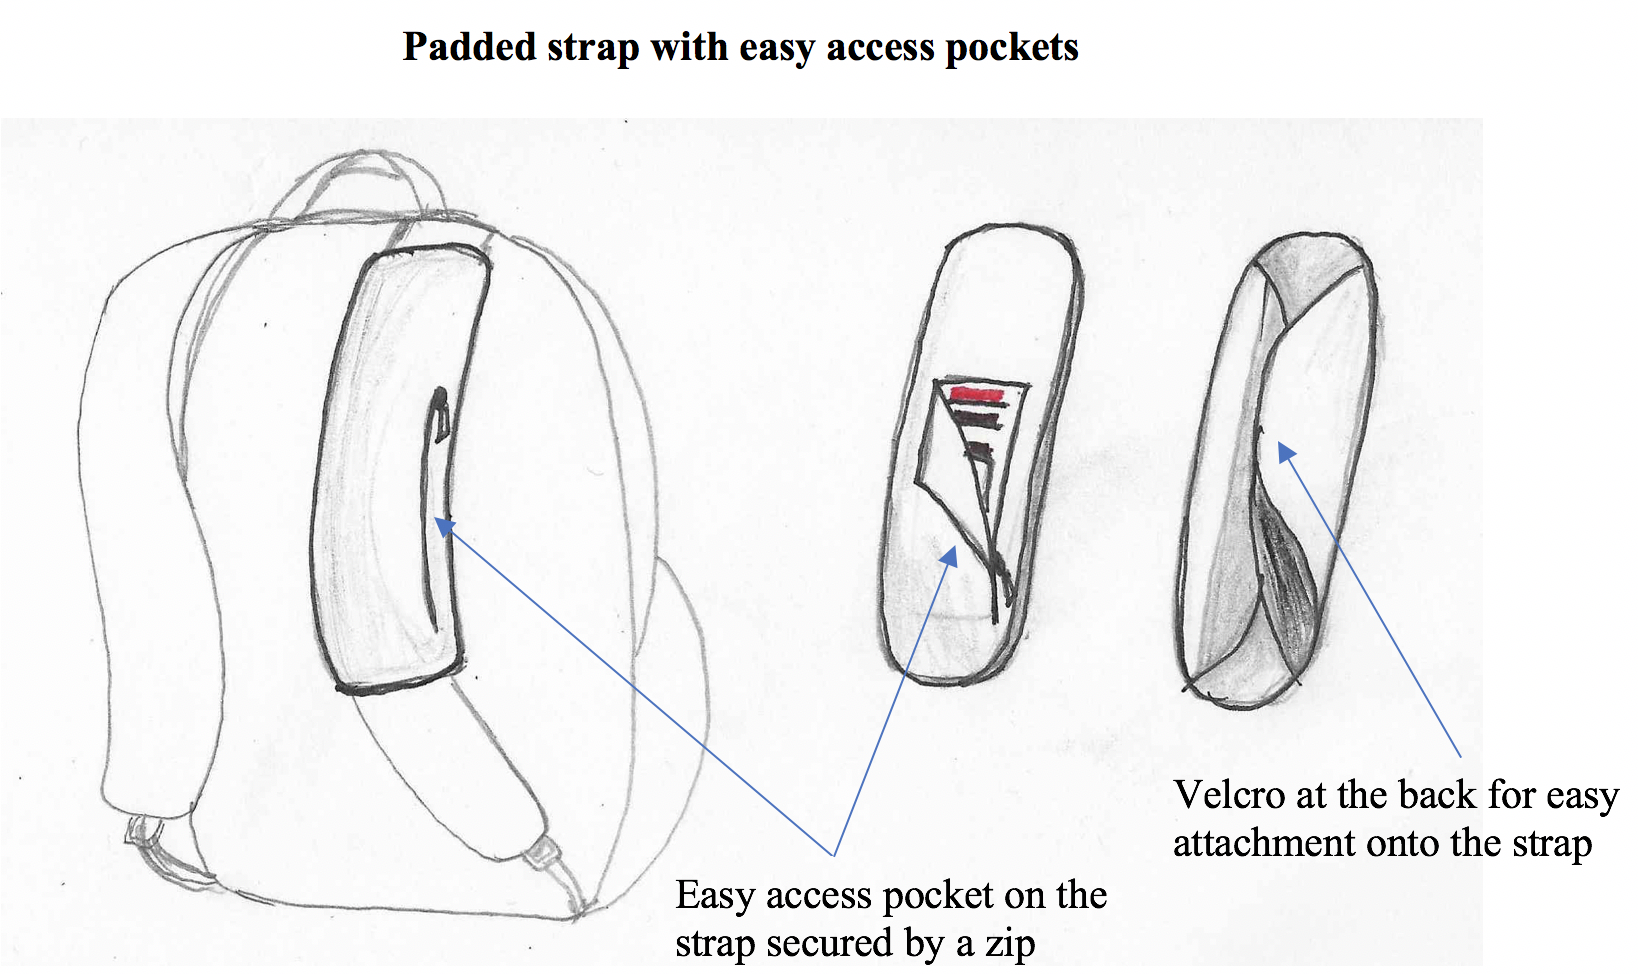 Padded strap with easy access pockets
Velcro at the back for easy
attachment onto the strap
Easy access pocket on the
strap secured by a zip